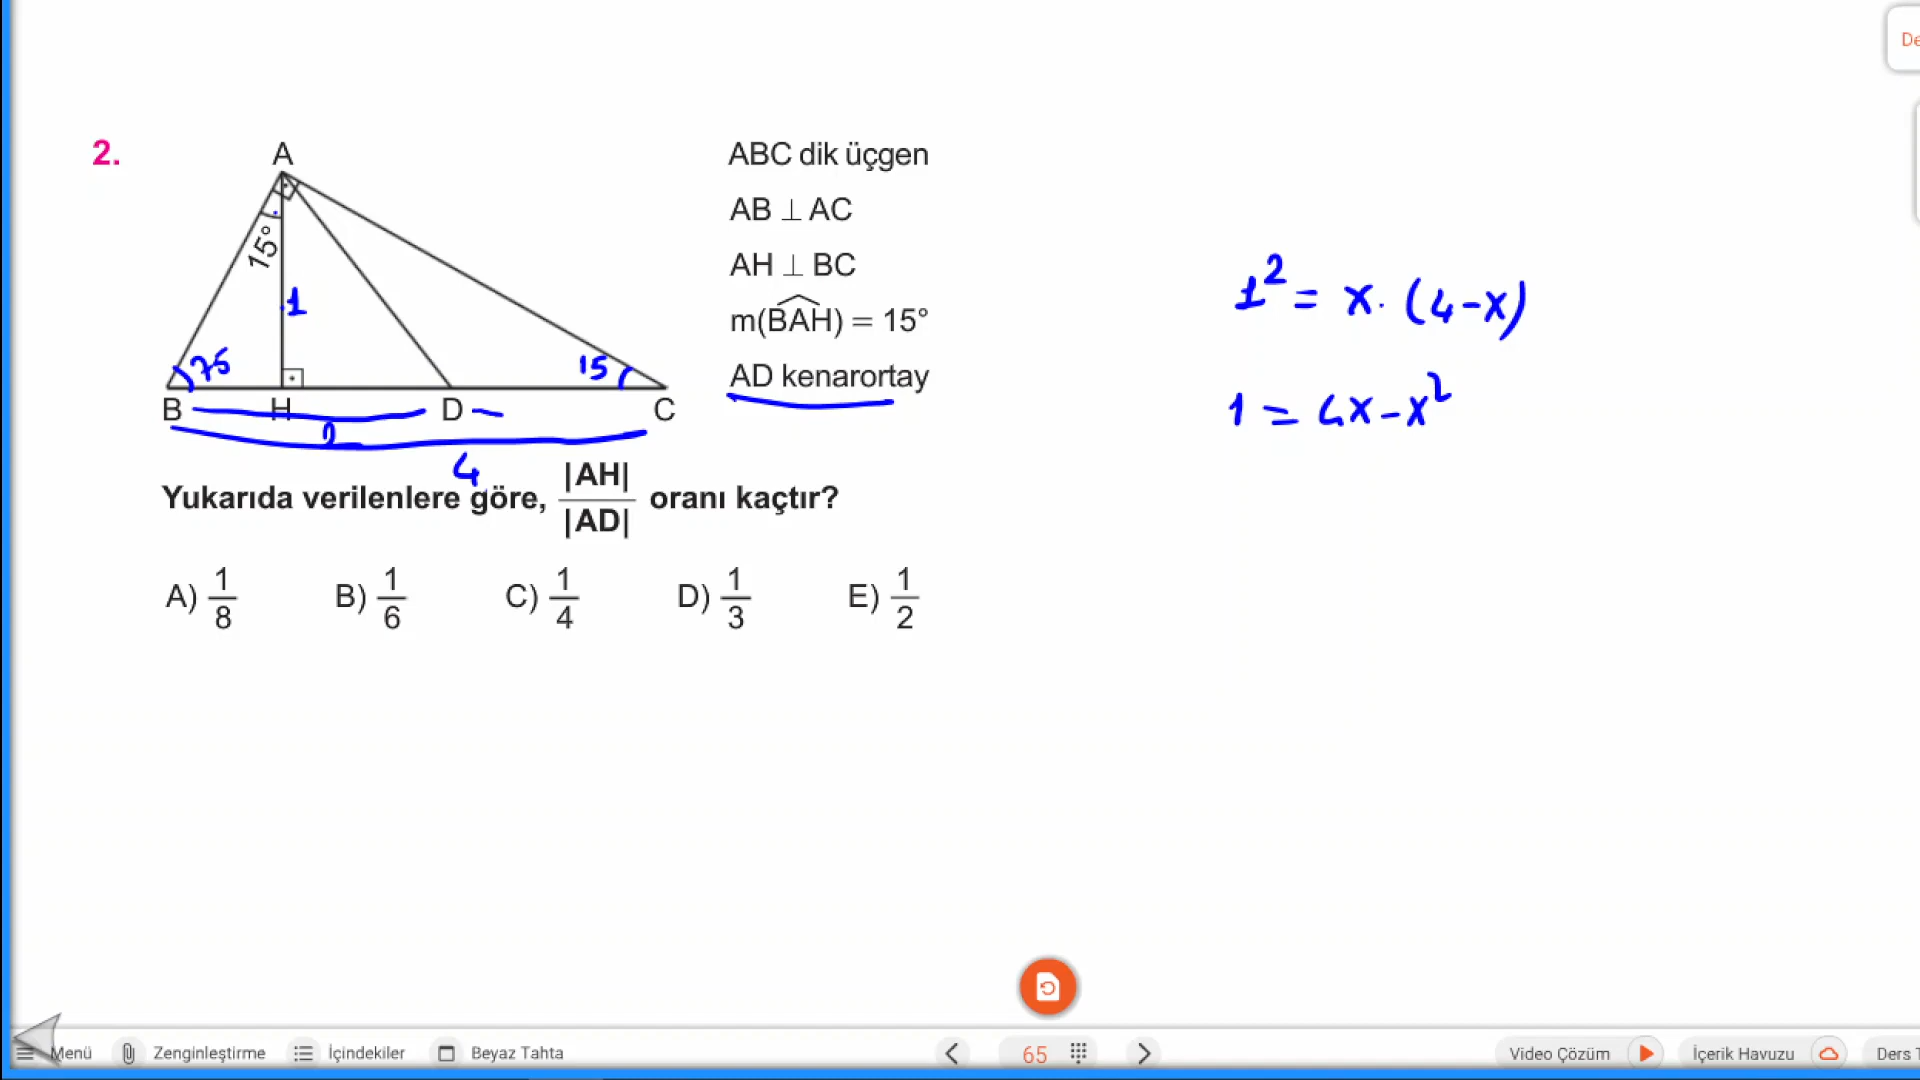 De
2.
A
ABC dik üçgen
AB ⊥ AC
AH ⊥ BC
m(BAH) = 15°
AD kenarortay
15°
1
75
15
B
H
D
C
4
1² = x · (4-x)
1 = 4x - x²
Yukarıda verilenlere göre, |AH| / |AD| oranı kaçtır?
A) 1/8 B) 1/6 C) 1/4 D) 1/3 E) 1/2
Menü Zenginleştirme İçindekiler Beyaz Tahta 65 Video Çözüm İçerik Havuzu Ders